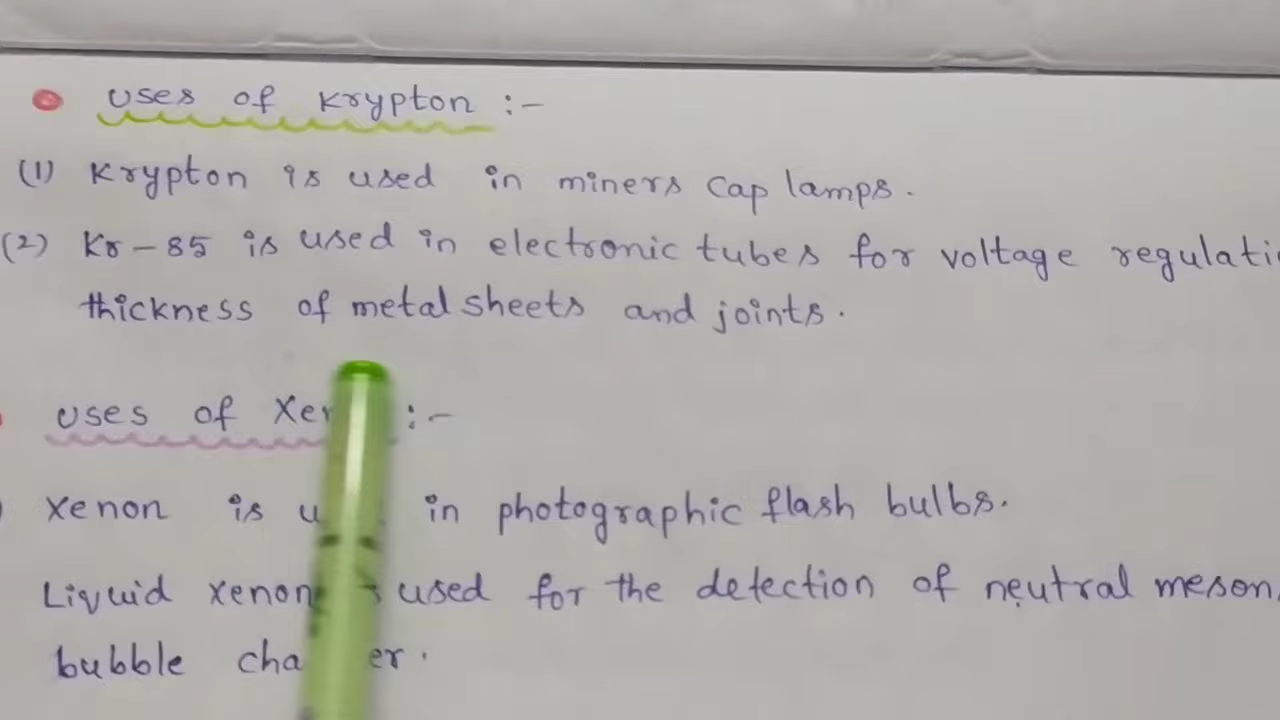 uses of Krypton :-
(1) Krypton is used in miners cap lamps.
(2) Kr-85 is used in electronic tubes for voltage regulati
thickness of metal sheets and joints.
uses of Xe :-
Xenon is in photographic flash bulbs.
Liquid xenon used for the detection of neutral meson,
bubble